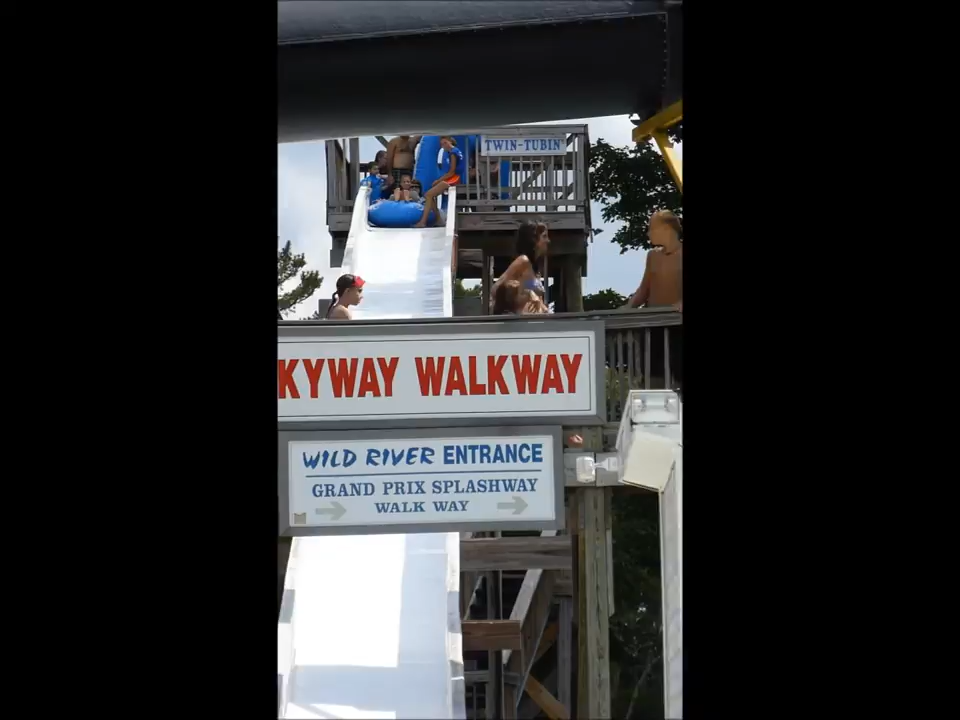 TWIN-TUBIN
KYWAY WALKWAY
WILD RIVER ENTRANCE
GRAND PRIX SPLASHWAY
WALK WAY